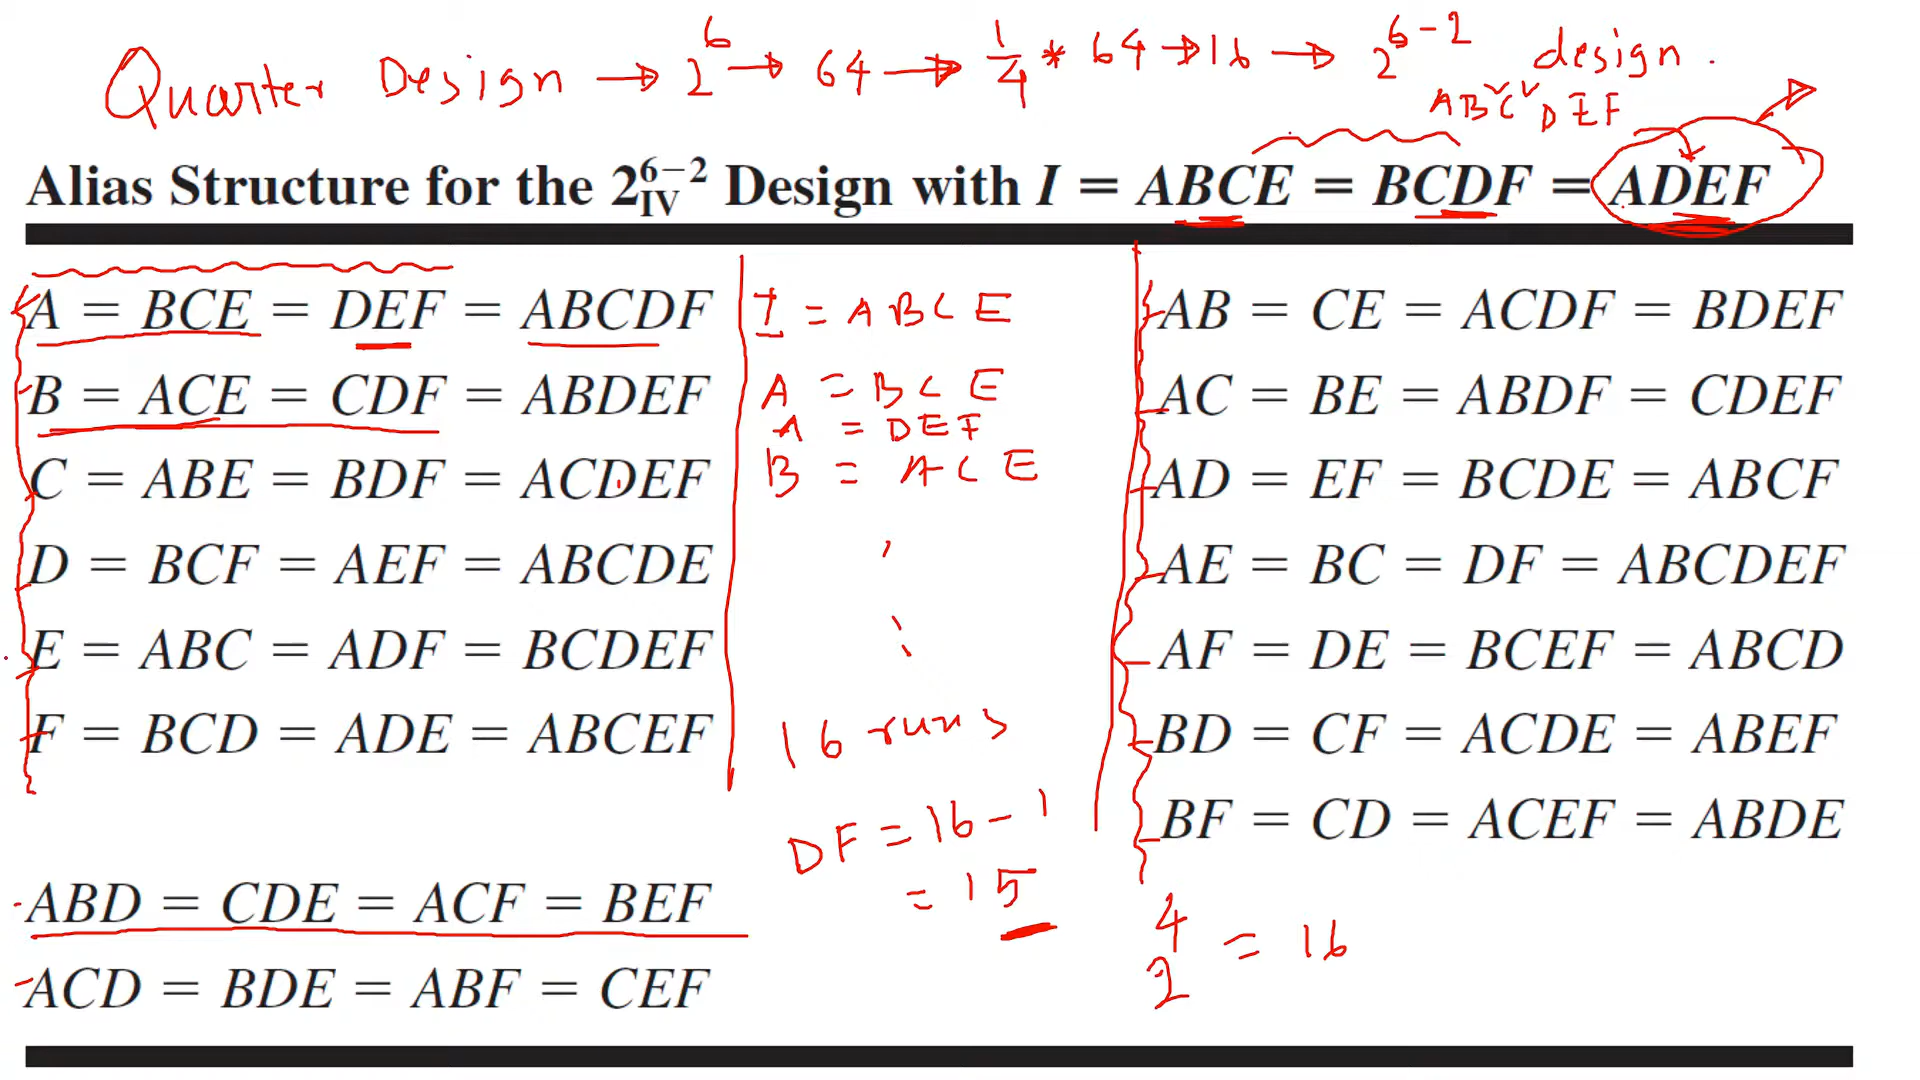 Quarter Design → 2^6 → 64 → 1/4 * 64 → 16 → 2^{6-2} design.
ABCDEF
Alias Structure for the 2_{IV}^{6−2} Design with I = ABCE = BCDF = ADEF
A = BCE = DEF = ABCDF
B = ACE = CDF = ABDEF
C = ABE = BDF = ACDEF
D = BCF = AEF = ABCDE
E = ABC = ADF = BCDEF
F = BCD = ADE = ABCEF
ABD = CDE = ACF = BEF
ACD = BDE = ABF = CEF
I = ABCE
A = BCE
A = DEF
B = ACE
16 runs
DF = 16 - 1
= 15
AB = CE = ACDF = BDEF
AC = BE = ABDF = CDEF
AD = EF = BCDE = ABCF
AE = BC = DF = ABCDEF
AF = DE = BCEF = ABCD
BD = CF = ACDE = ABEF
BF = CD = ACEF = ABDE
2^4 = 16